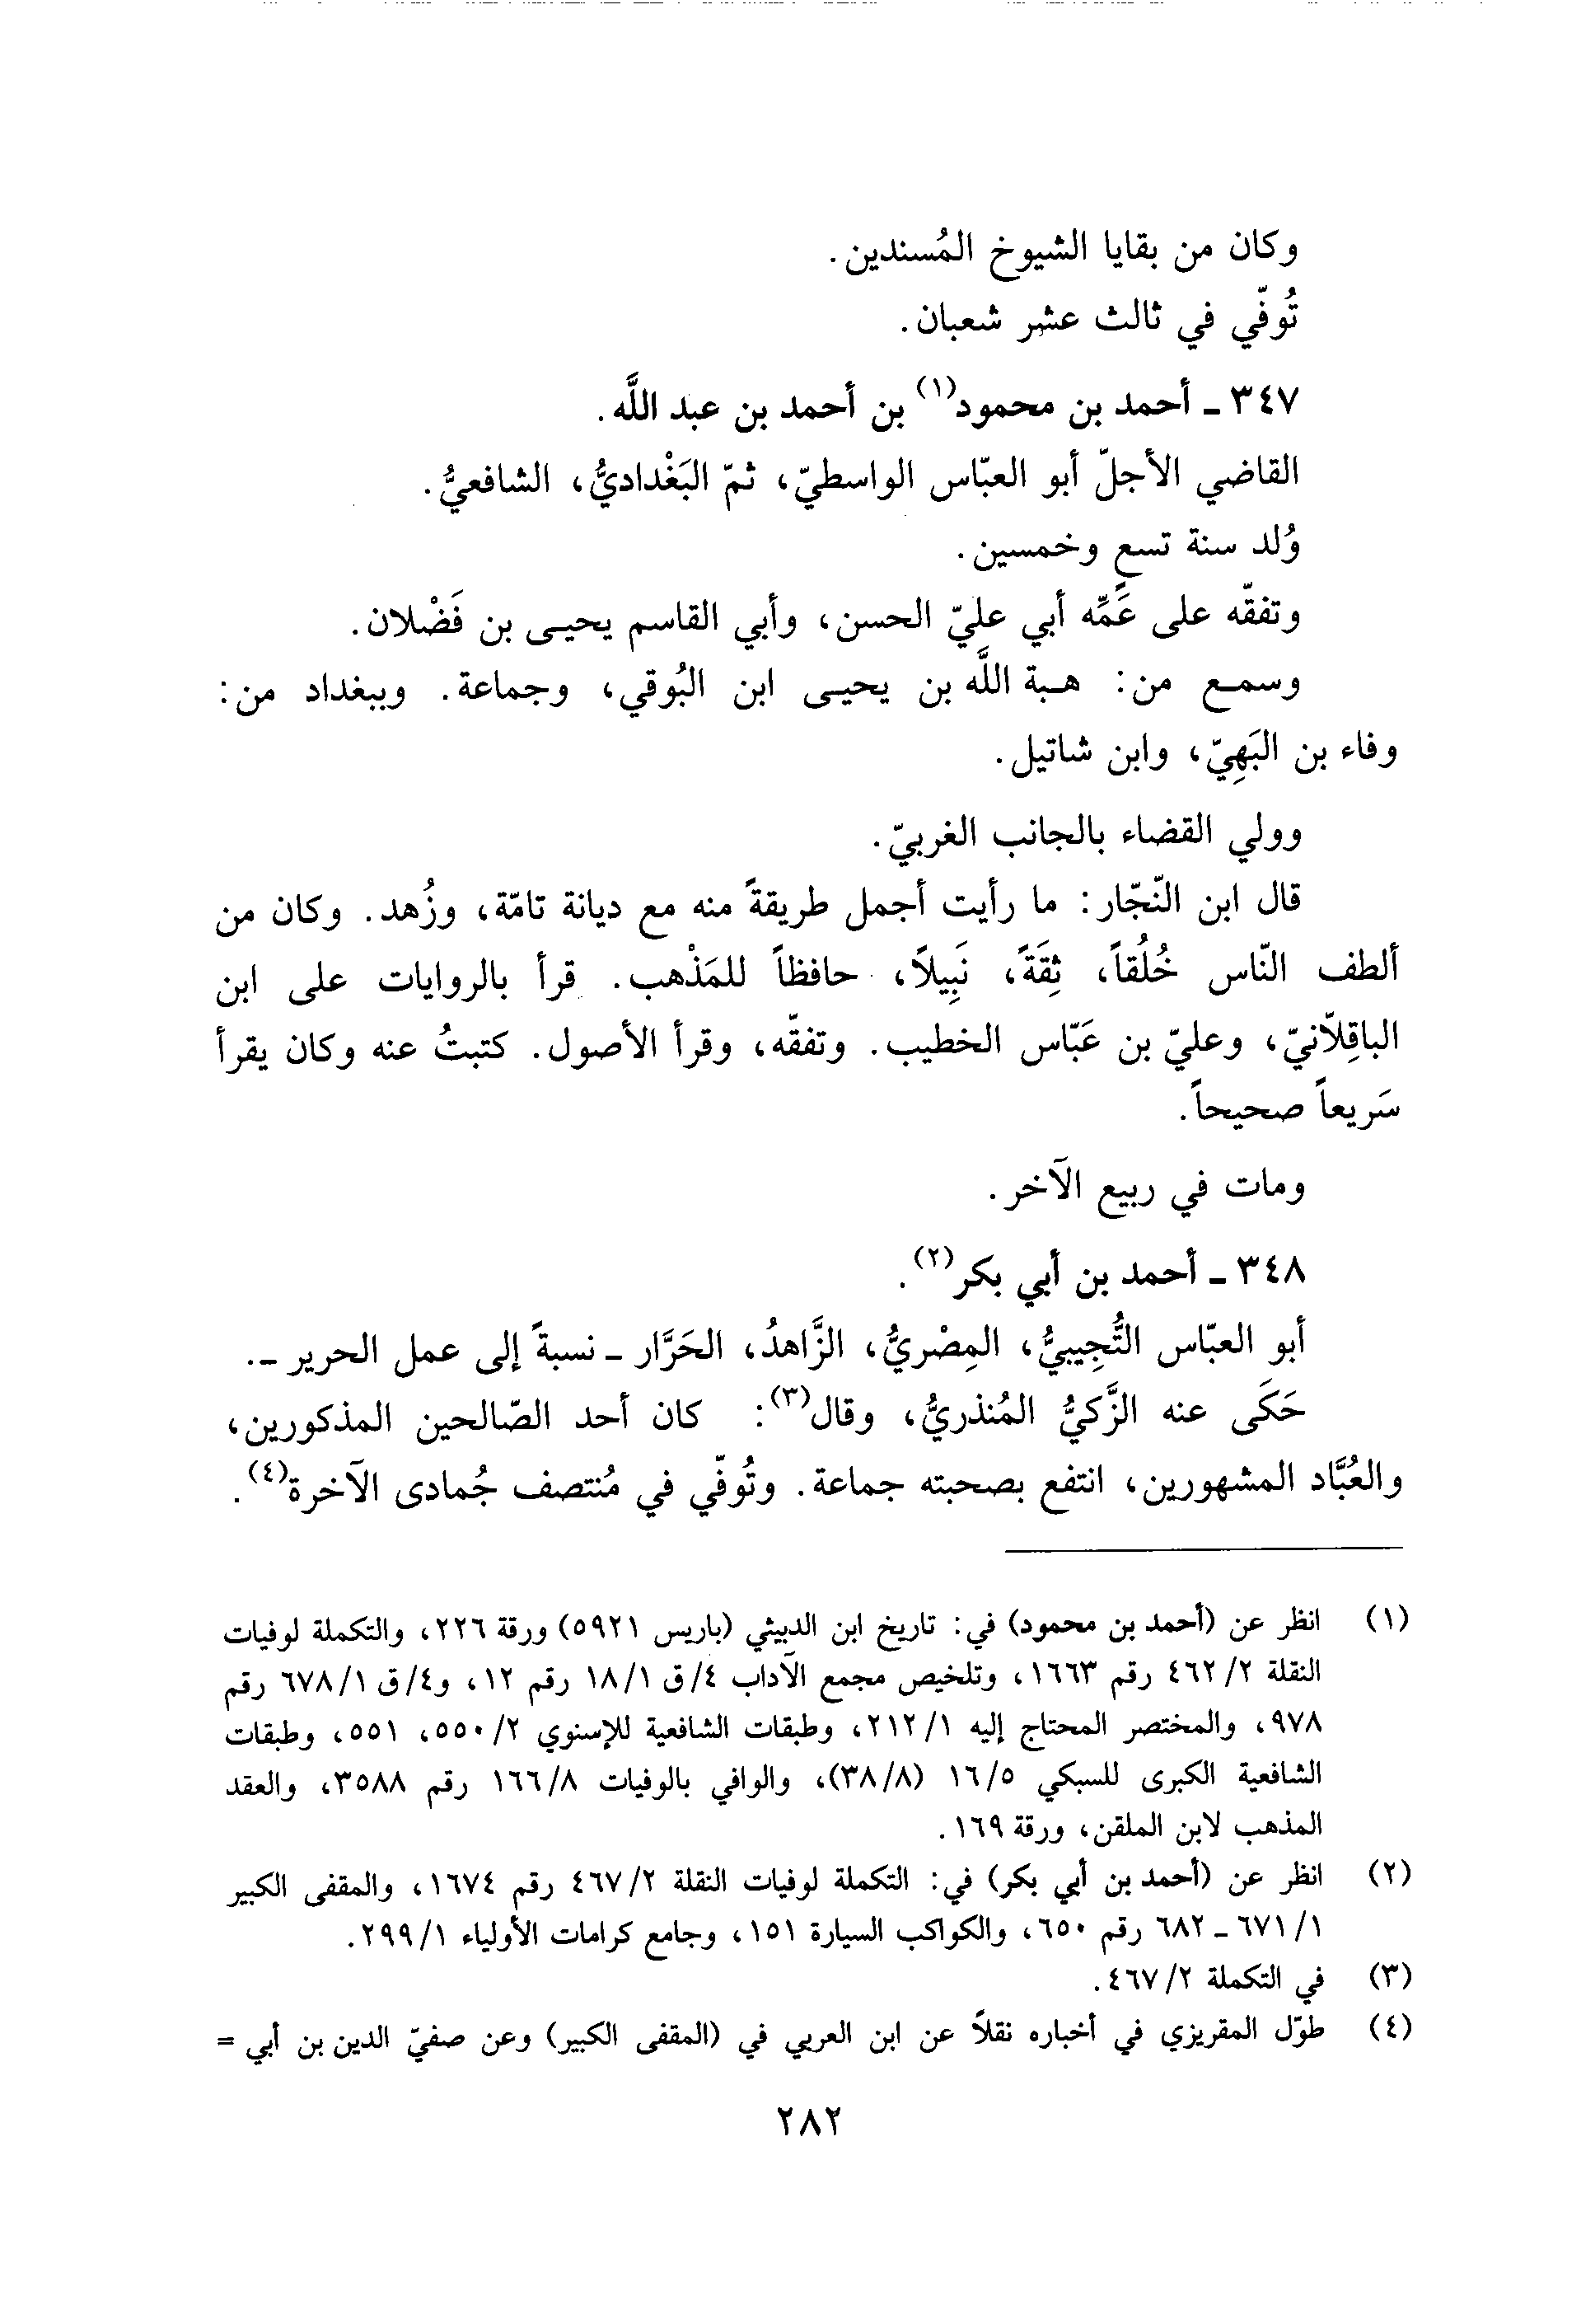 وكان من بقايا الشيوخ المُسندين.
تُوفّي في ثالث عشر شعبان.
٣٤٧ ـ أحمد بن محمود(١) بن أحمد بن عبد اللَّه.
القاضي الأجلّ أبو العبّاس الواسطيّ، ثمّ البَغْداديُّ، الشافعيُّ.
وُلد سنة تسعٍ وخمسين.
وتفقّه على عَمِّه أبي عليّ الحسن، وأبي القاسم يحيـى بن فَضْلان.
وسمـع من: هـبة اللَّه بن يحيـى ابن البُوقي، وجماعة. وببغداد من:
وفاء بن البَهِيّ، وابن شاتيل.
وولي القضاء بالجانب الغربيّ.
قال ابن النّجّار: ما رأيت أجمل طريقةً منه مع ديانة تامّة، وزُهد. وكان من
ألطف النّاس خُلُقاً، ثِقَةً، نَبِيلاً، حافظاً للمَذْهب. قرأ بالروايات على ابن
الباقِلاّنيّ، وعليّ بن عَبّاس الخطيب. وتفقّه، وقرأ الأصول. كتبتُ عنه وكان يقرأ
سَريعاً صحيحاً.
ومات في ربيع الآخر.
٣٤٨ ـ أحمد بن أبي بكر(٢).
أبو العبّاس التُّجِيبيُّ، المِصْريُّ، الزَّاهدُ، الحَرَّار ـ نسبةً إلى عمل الحرير ـ.
حَكَى عنه الزَّكيُّ المُنذريُّ، وقال(٣): كان أحد الصّالحين المذكورين،
والعُبَّاد المشهورين، انتفع بصحبته جماعة. وتُوفّي في مُنتصف جُمادى الآخرة(٤).
(١) انظر عن (أحمد بن محمود) في: تاريخ ابن الدبيثي (باريس ٥٩٢١) ورقة ٢٢٦، والتكملة لوفيات
النقلة ٢/ ٤٦٢ رقم ١٦٦٣، وتلخيص مجمع الآداب ٤/ق ١٨/١ رقم ١٢، و٤/ق ٦٧٨/١ رقم
٩٧٨، والمختصر المحتاج إليه ١/ ٢١٢، وطبقات الشافعية للإسنوي ٢/ ٥٥٠، ٥٥١، وطبقات
الشافعية الكبرى للسبكي ١٦/٥ (٣٨/٨)، والوافي بالوفيات ١٦٦/٨ رقم ٣٥٨٨، والعقد
المذهب لابن الملقن، ورقة ١٦٩.
(٢) انظر عن (أحمد بن أبي بكر) في: التكملة لوفيات النقلة ٤٦٧/٢ رقم ١٦٧٤، والمقفى الكبير
١/ ٦٧١ ـ ٦٨٢ رقم ٦٥٠، والكواكب السيارة ١٥١، وجامع كرامات الأولياء ٢٩٩/١.
(٣) في التكملة ٢/ ٤٦٧.
(٤) طوّل المقريزي في أخباره نقلاً عن ابن العربي في (المقفى الكبير) وعن صفيّ الدين بن أبي =
٢٨٢